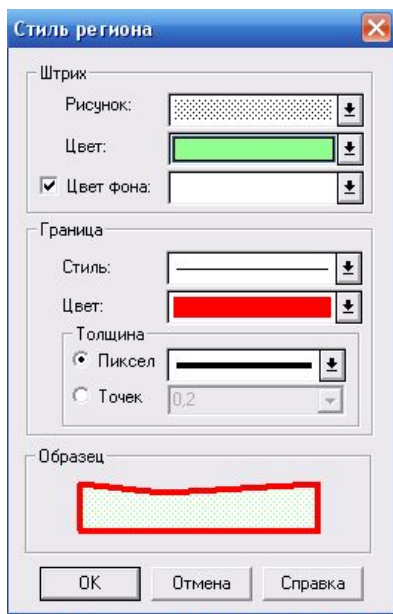 Стиль региона
Штрих
Рисунок:
Цвет:
Цвет фона:
Граница
Стиль:
Цвет:
Толщина
Пиксел
Точек 0,2
Образец
OK Отмена Справка